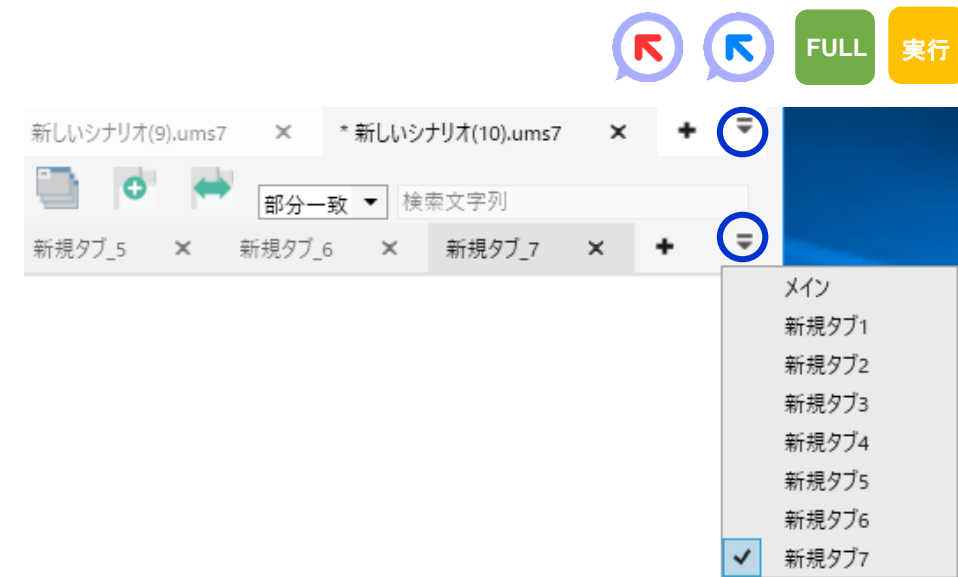 FULL 実行
新しいシナリオ(9).ums7 * 新しいシナリオ(10).ums7
部分一致 検索文字列
新規タブ_5 新規タブ_6 新規タブ_7
メイン
新規タブ1
新規タブ2
新規タブ3
新規タブ4
新規タブ5
新規タブ6
新規タブ7